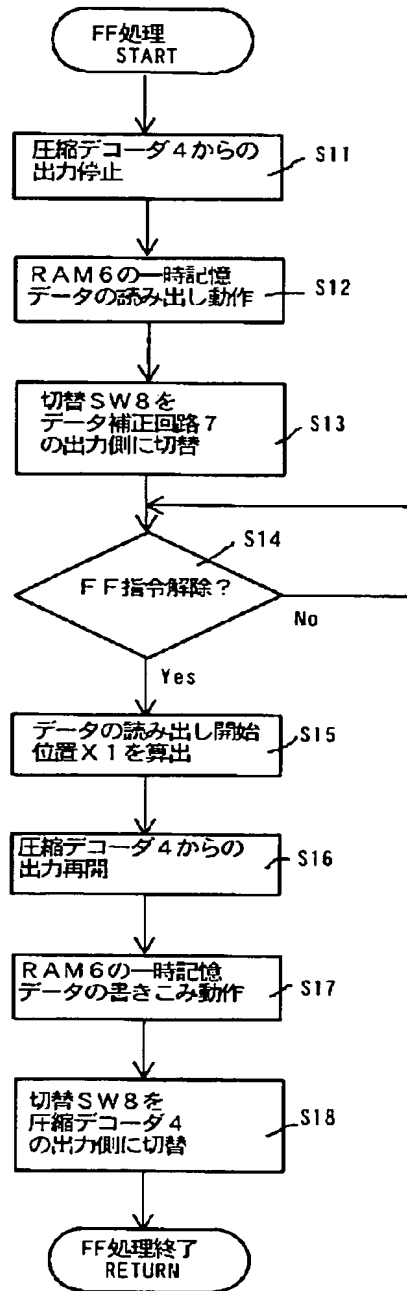 FF処理
START
圧縮デコーダ4からの
出力停止
S11
RAM6の一時記憶
データの読み出し動作
S12
切替SW8を
データ補正回路7
の出力側に切替
S13
S14
FF指令解除?
No
Yes
データの読み出し開始
位置X1を算出
S15
圧縮デコーダ4からの
出力再開
S16
RAM6の一時記憶
データの書きこみ動作
S17
切替SW8を
圧縮デコーダ4
の出力側に切替
S18
FF処理終了
RETURN